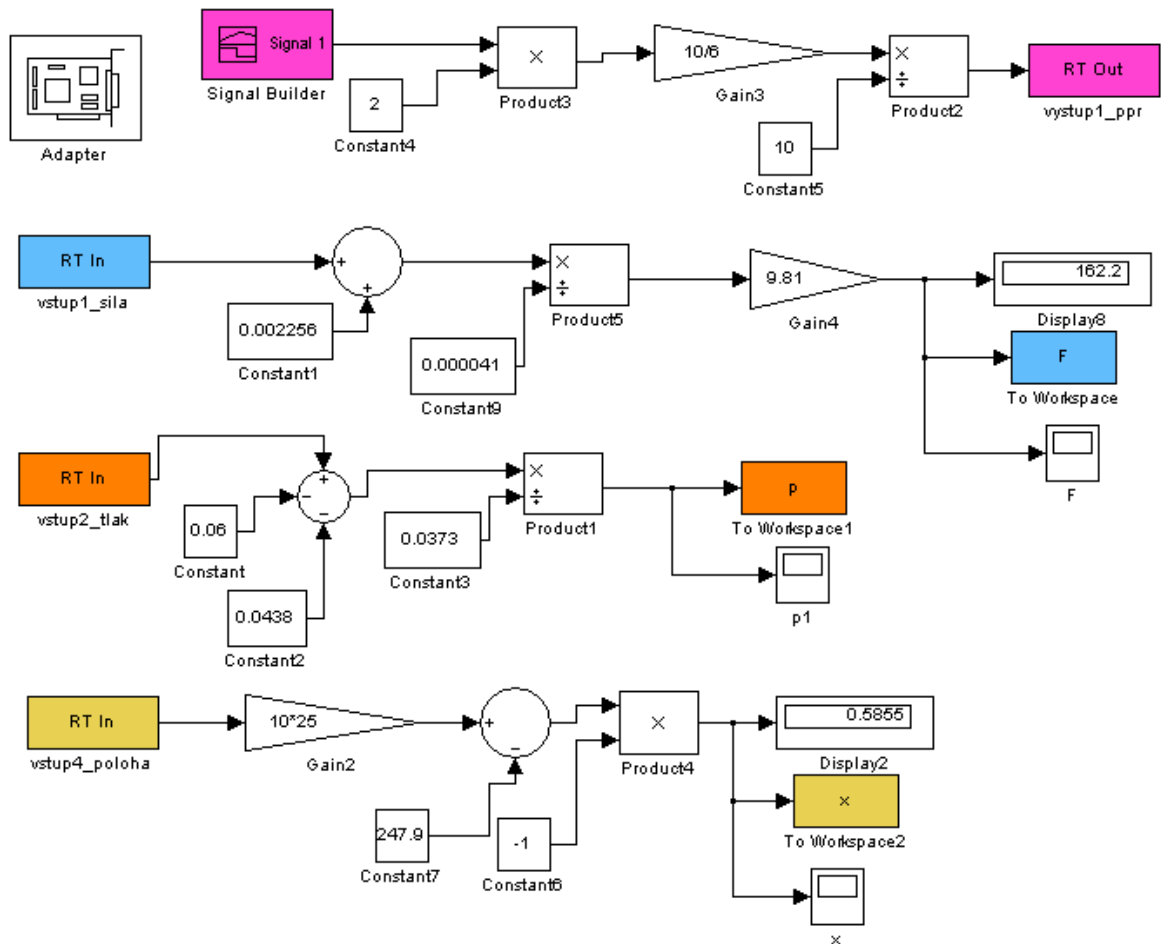 Signal 1
Signal Builder
Adapter
2
Constant4
×
Product3
10/6
Gain3
10
Constant5
×
÷
Product2
RT Out
vystup1_ppr
RT In
vstup1_sila
+
+
0.002256
Constant1
0.000041
Constant9
×
÷
Product5
9.81
Gain4
162.2
Display8
F
To Workspace
F
RT In
vstup2_tlak
+
−
−
0.06
Constant
0.0438
Constant2
0.0373
Constant3
×
÷
Product1
p
To Workspace1
p1
RT In
vstup4_poloha
10*25
Gain2
+
−
247.9
Constant7
-1
Constant6
×
Product4
0.5855
Display2
x
To Workspace2
x